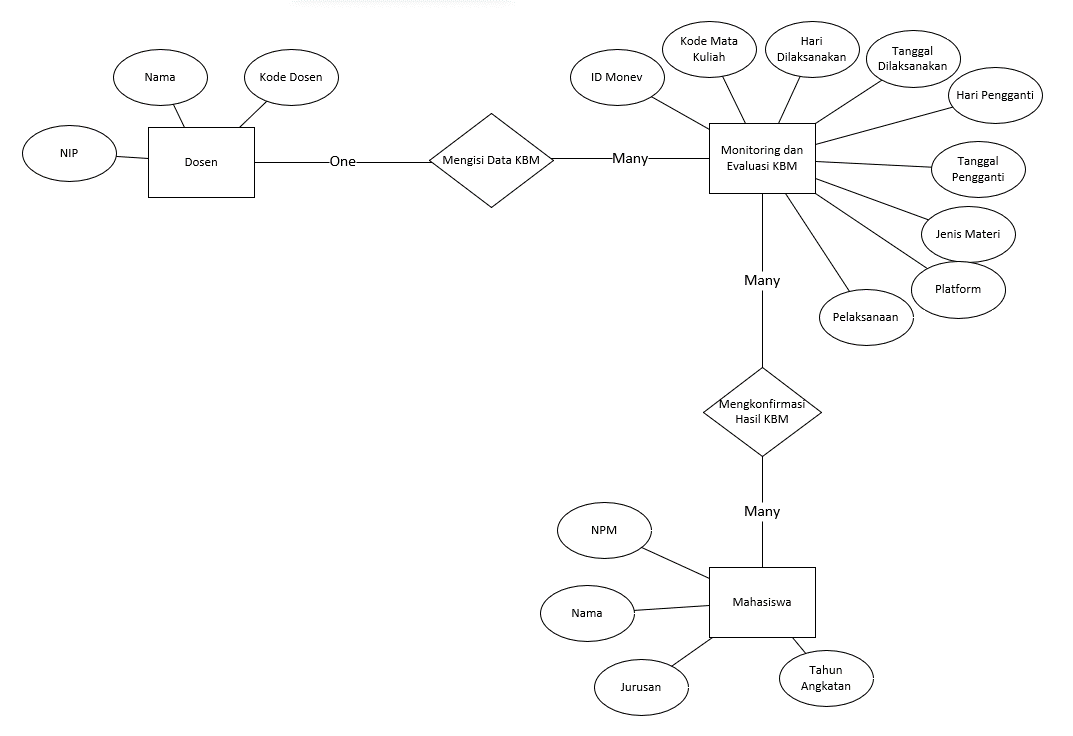 Nama
Kode Dosen
NIP
Dosen
One
Mengisi Data KBM
Many
ID Monev
Kode Mata
Kuliah
Hari
Dilaksanakan
Tanggal
Dilaksanakan
Hari Pengganti
Monitoring dan
Evaluasi KBM
Tanggal
Pengganti
Jenis Materi
Platform
Pelaksanaan
Many
Mengkonfirmasi
Hasil KBM
Many
NPM
Nama
Mahasiswa
Jurusan
Tahun
Angkatan